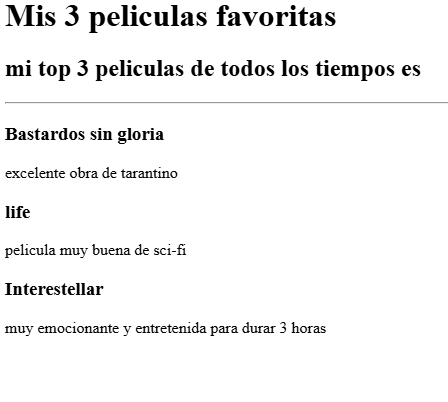 Mis 3 peliculas favoritas
mi top 3 peliculas de todos los tiempos es
Bastardos sin gloria
excelente obra de tarantino
life
pelicula muy buena de sci-fi
Interestellar
muy emocionante y entretenida para durar 3 horas